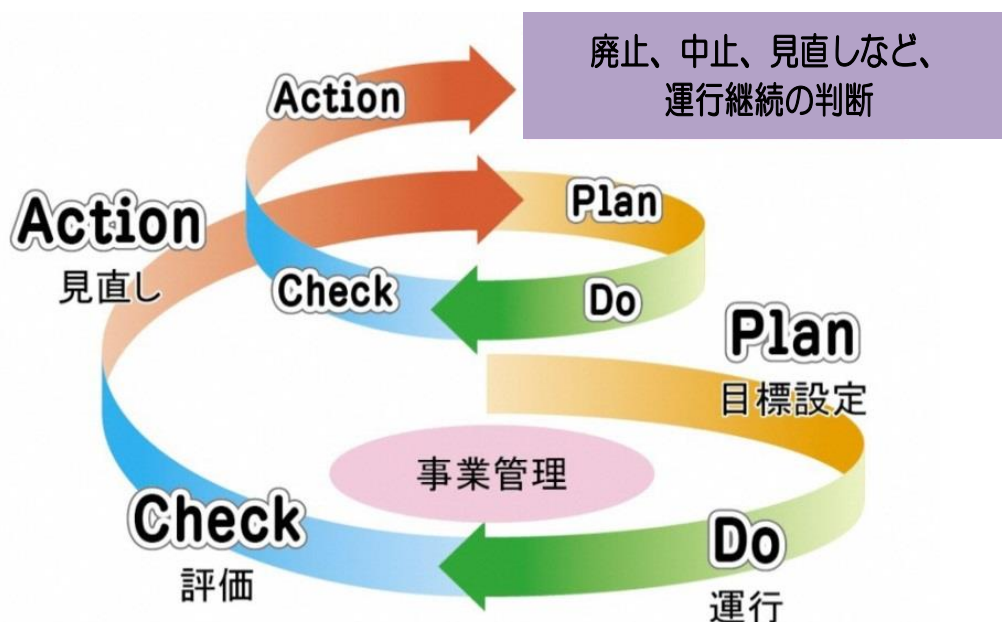 廃止、中止、見直しなど、
運行継続の判断
Action
Plan
Action
見直し
Check
Do
Plan
目標設定
事業管理
Check
評価
Do
運行